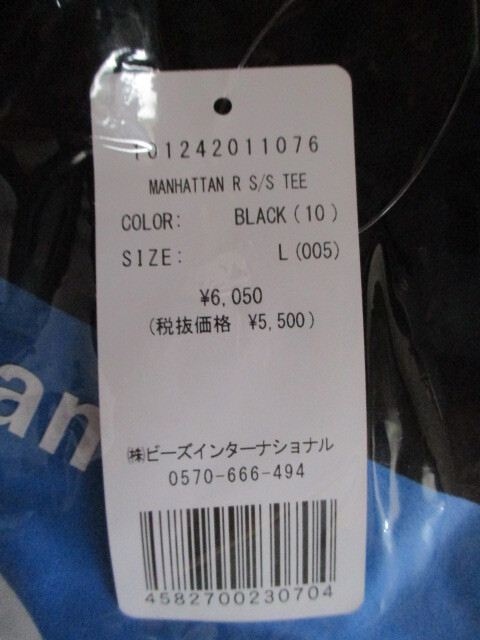 101242011076
MANHATTAN R S/S TEE
COLOR: BLACK(10)
SIZE: L(005)
¥6,050
(税抜価格 ¥5,500)
㈱ビーズインターナショナル
0570-666-494
4582700230704
an